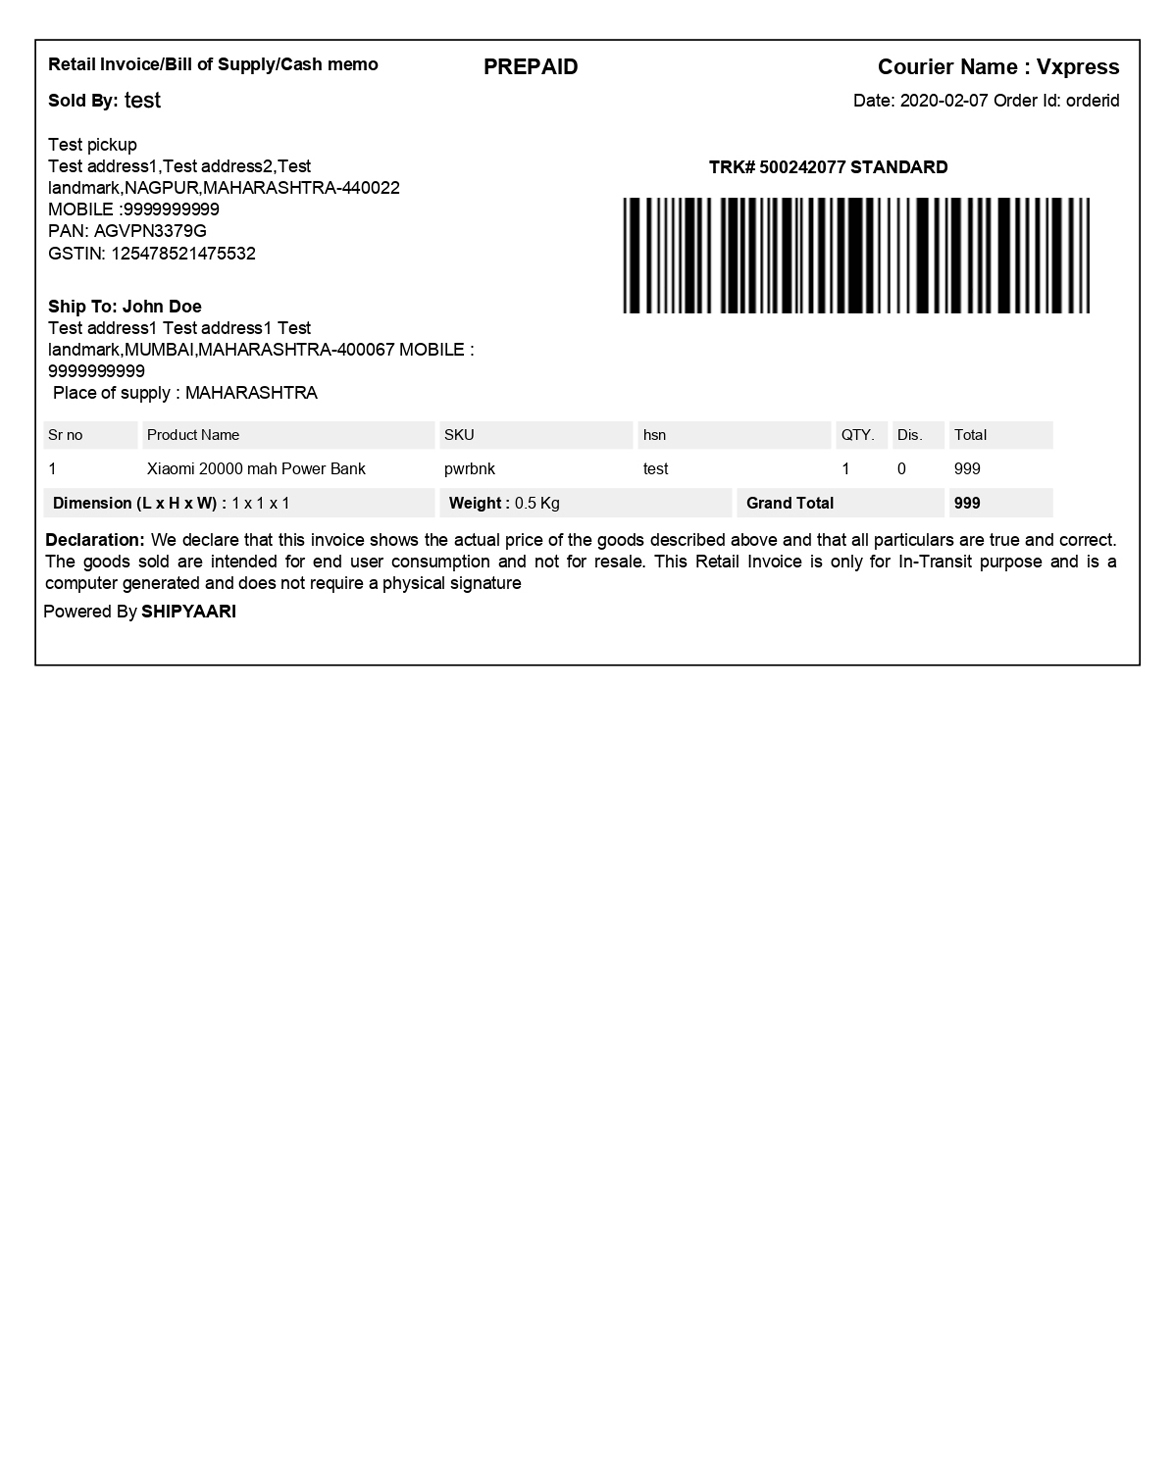 Retail Invoice/Bill of Supply/Cash memo
PREPAID
Courier Name : Vxpress
Sold By: test
Date: 2020-02-07 Order Id: orderid
Test pickup
Test address1,Test address2,Test
landmark,NAGPUR,MAHARASHTRA-440022
MOBILE :9999999999
PAN: AGVPN3379G
GSTIN: 125478521475532
TRK# 500242077 STANDARD
Ship To: John Doe
Test address1 Test address1 Test
landmark,MUMBAI,MAHARASHTRA-400067 MOBILE :
9999999999
Place of supply : MAHARASHTRA
Sr no Product Name SKU hsn QTY. Dis. Total
1 Xiaomi 20000 mah Power Bank pwrbnk test 1 0 999
Dimension (L x H x W) : 1 x 1 x 1 Weight : 0.5 Kg Grand Total 999
Declaration: We declare that this invoice shows the actual price of the goods described above and that all particulars are true and correct.
The goods sold are intended for end user consumption and not for resale. This Retail Invoice is only for In-Transit purpose and is a
computer generated and does not require a physical signature
Powered By SHIPYAARI